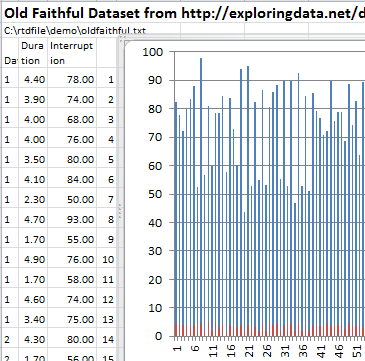 Old Faithful Dataset from http://exploringdata.net/d
C:\rtdfile\demo\oldfaithful.txt
Dura Interrupt
Da tion ion
1 4.40 78.00 1
1 3.90 74.00 2
1 4.00 68.00 3
1 4.00 76.00 4
1 3.50 80.00 5
1 4.10 84.00 6
1 2.30 50.00 7
1 4.70 93.00 8
1 1.70 55.00 9
1 4.90 76.00 10
1 1.70 58.00 11
1 4.60 74.00 12
1 3.40 75.00 13
2 4.30 80.00 14
2 1.70 56.00 15
100
90
80
70
60
50
40
30
20
10
0
1 6 11 16 21 26 31 36 41 46 51